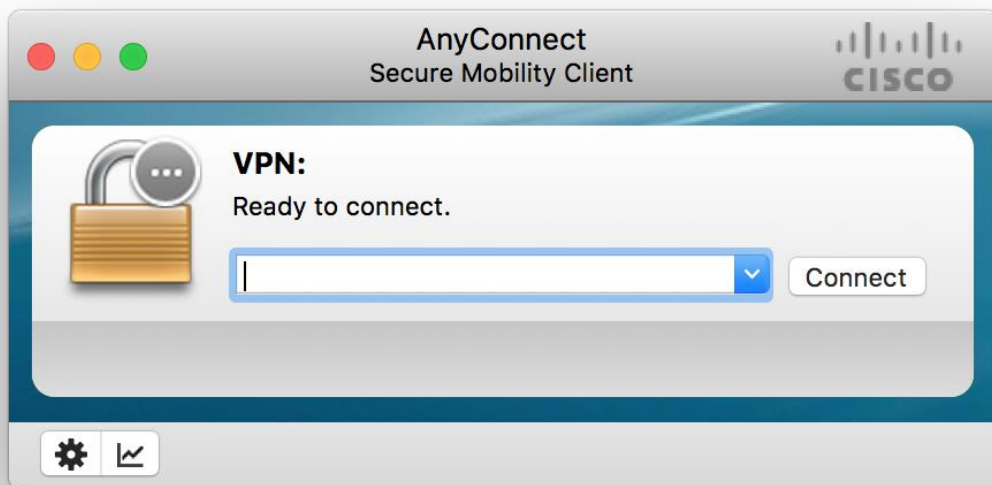 AnyConnect
Secure Mobility Client
CISCO
VPN:
Ready to connect.
Connect